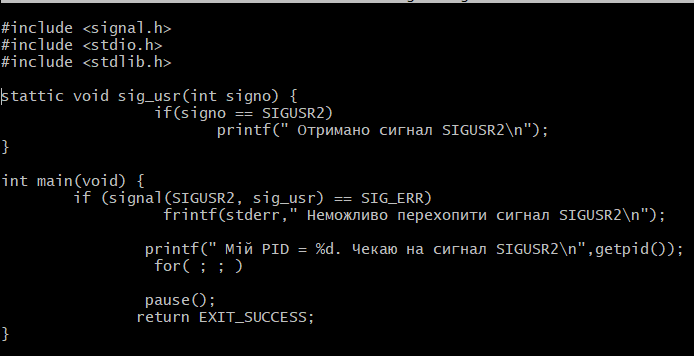 #include <signal.h>
#include <stdio.h>
#include <stdlib.h>
stattic void sig_usr(int signo) {
if(signo == SIGUSR2)
printf(" Отримано сигнал SIGUSR2\n");
}
int main(void) {
if (signal(SIGUSR2, sig_usr) == SIG_ERR)
frintf(stderr," Неможливо перехопити сигнал SIGUSR2\n");
printf(" Мій PID = %d. Чекаю на сигнал SIGUSR2\n",getpid());
for( ; ; )
pause();
return EXIT_SUCCESS;
}